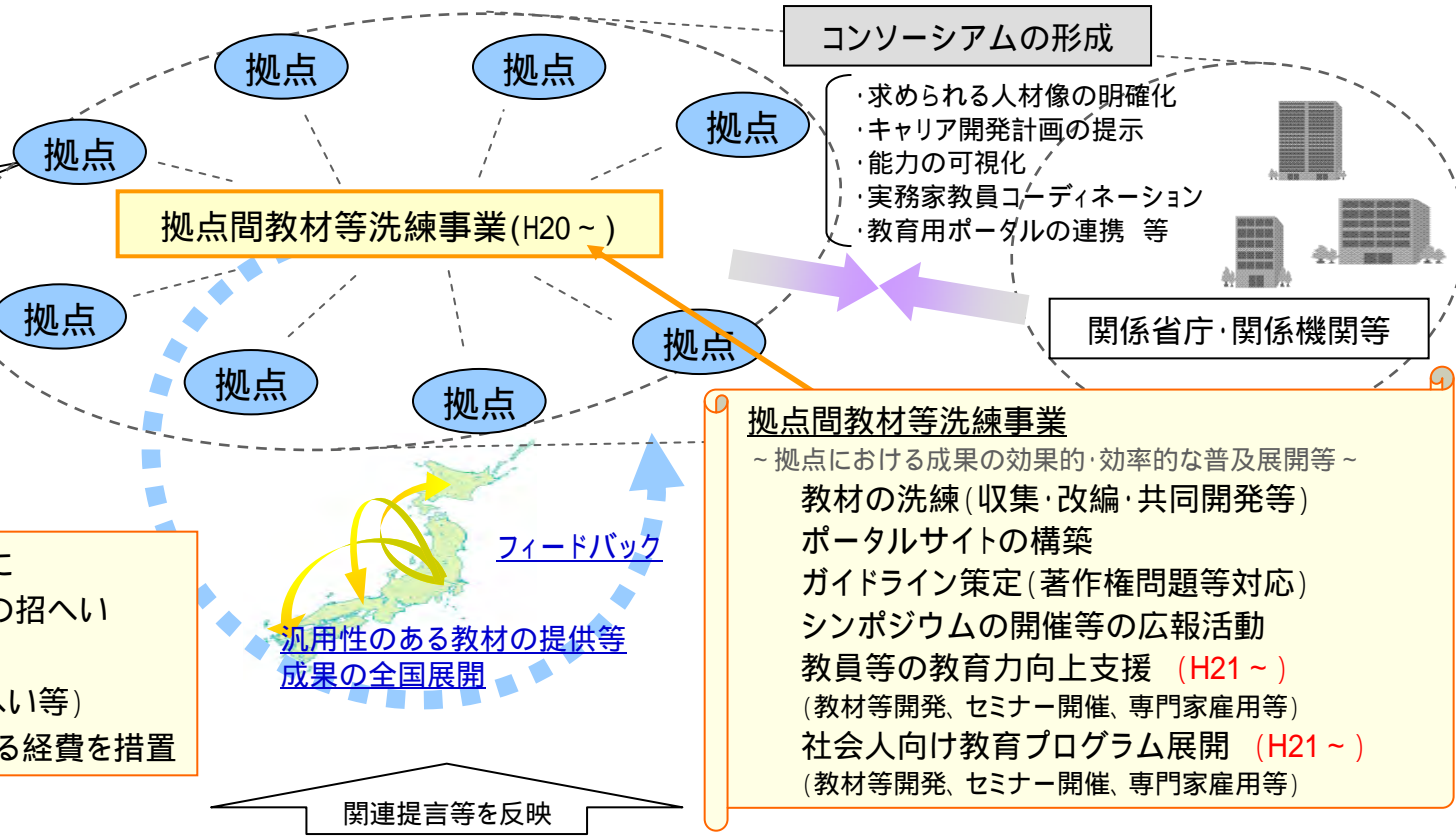 コンソーシアムの形成
拠点
拠点
拠点
拠点
・求められる人材像の明確化
・キャリア開発計画の提示
・能力の可視化
・実務家教員コーディネーション
・教育用ポータルの連携 等
拠点間教材等洗練事業(H20～)
拠点
拠点
拠点
拠点
関係省庁・関係機関等
拠点間教材等洗練事業
～拠点における成果の効果的・効率的な普及展開等～
教材の洗練(収集・改編・共同開発等)
ポータルサイトの構築
ガイドライン策定(著作権問題等対応)
シンポジウムの開催等の広報活動
教員等の教育力向上支援 (H21～)
(教材等開発、セミナー開催、専門家雇用等)
社会人向け教育プログラム展開 (H21～)
(教材等開発、セミナー開催、専門家雇用等)
フィードバック
汎用性のある教材の提供等
成果の全国展開
に
の招へい
へい等)
る経費を措置
関連提言等を反映